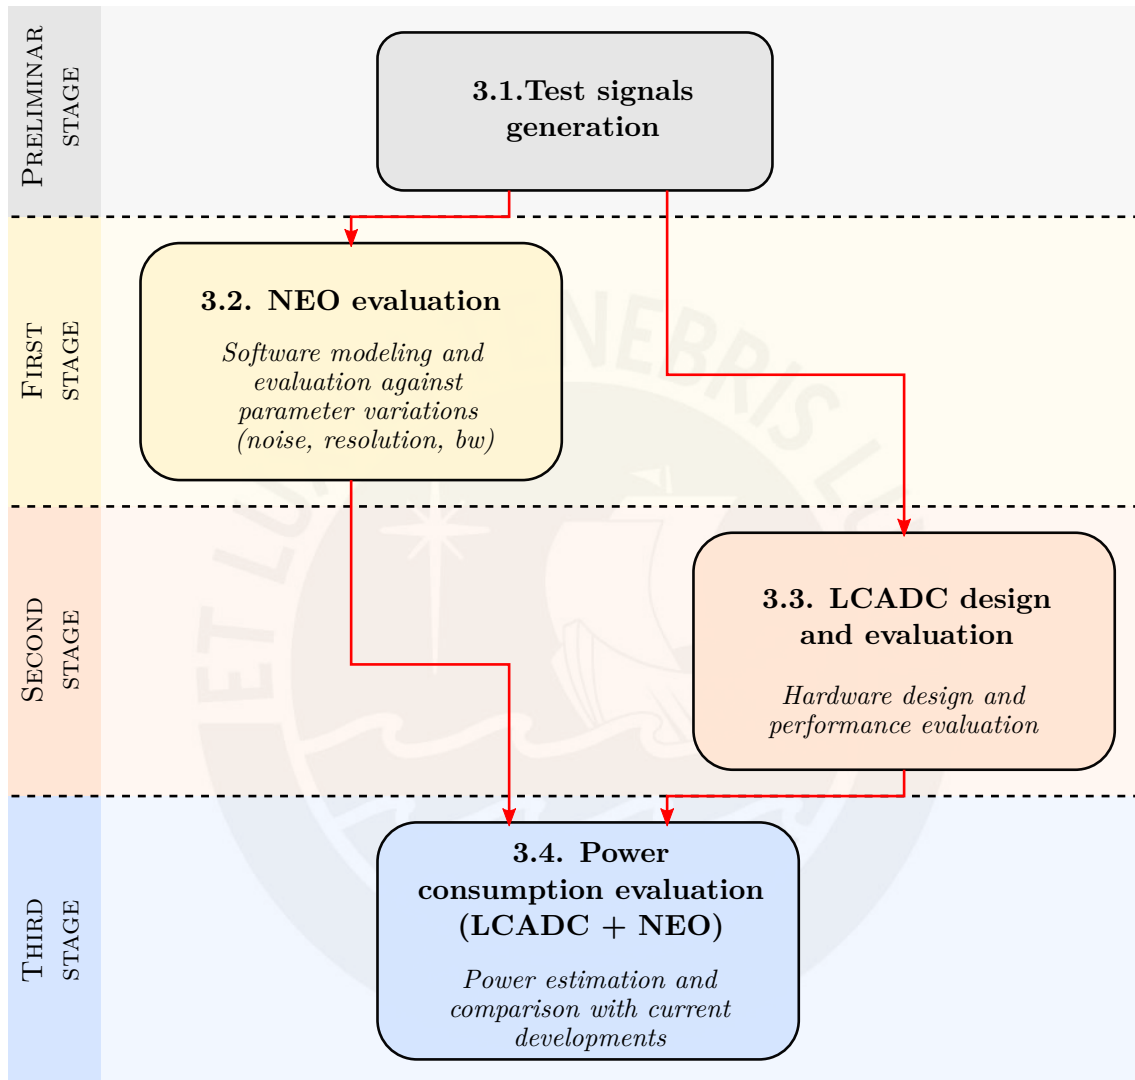 PRELIMINAR
STAGE
3.1.Test signals
generation
FIRST
STAGE
3.2. NEO evaluation
Software modeling and
evaluation against
parameter variations
(noise, resolution, bw)
SECOND
STAGE
3.3. LCADC design
and evaluation
Hardware design and
performance evaluation
THIRD
STAGE
3.4. Power
consumption evaluation
(LCADC + NEO)
Power estimation and
comparison with current
developments
ET LUX